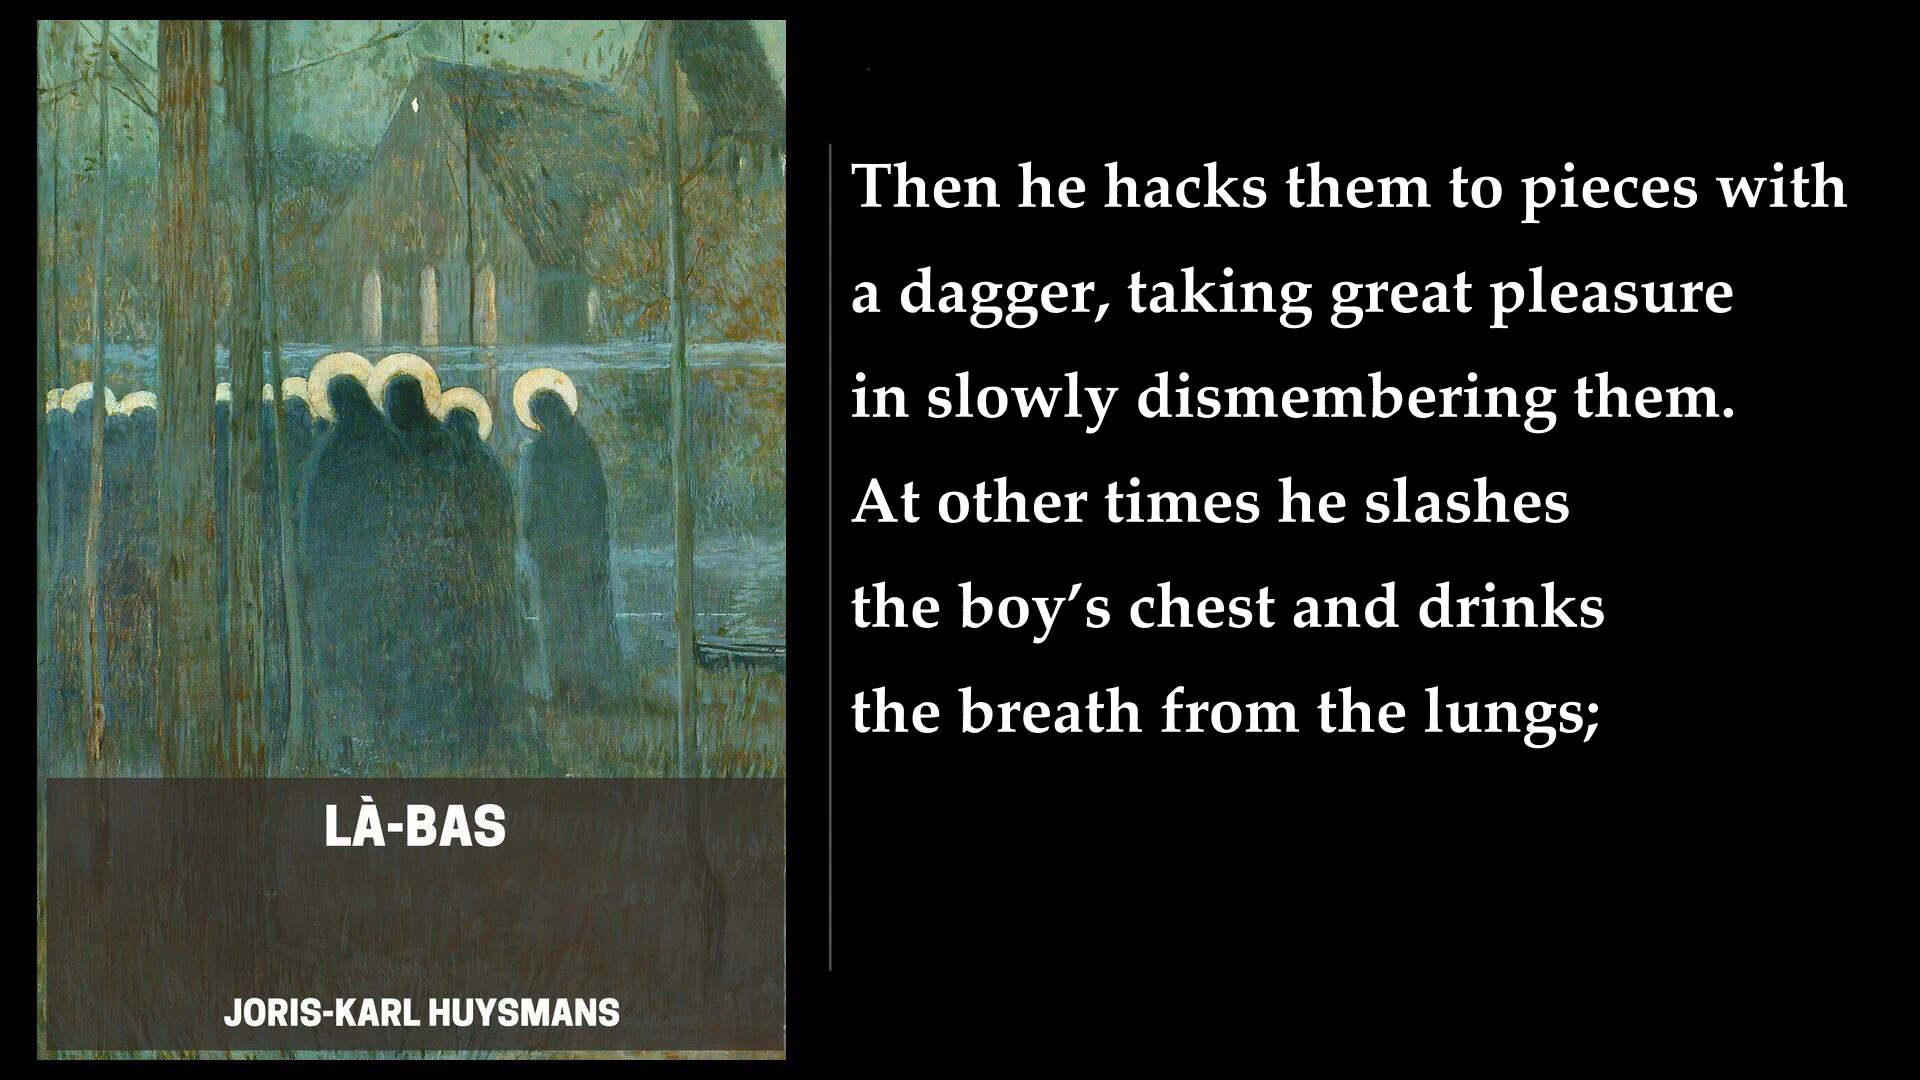 LÀ-BAS
JORIS-KARL HUYSMANS
Then he hacks them to pieces with
a dagger, taking great pleasure
in slowly dismembering them.
At other times he slashes
the boy’s chest and drinks
the breath from the lungs;